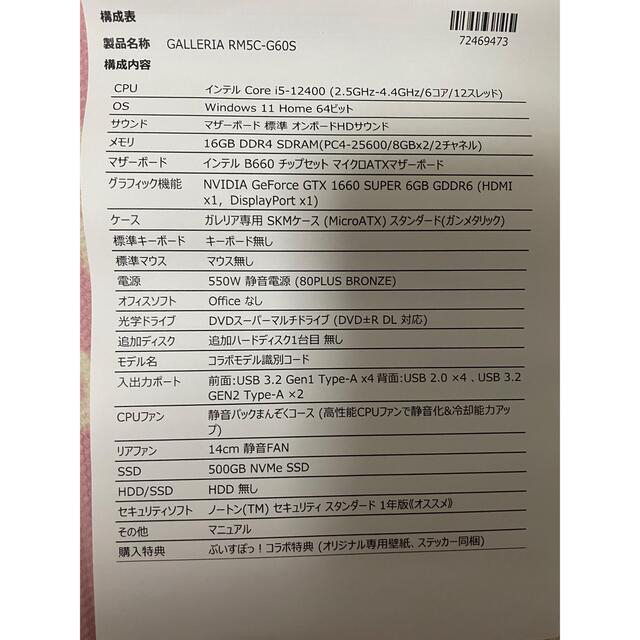 構成表
製品名称 GALLERIA RM5C-G60S
72469473
構成内容
CPU インテル Core i5-12400 (2.5GHz-4.4GHz/6コア/12スレッド)
OS Windows 11 Home 64ビット
サウンド マザーボード 標準 オンボードHDサウンド
メモリ 16GB DDR4 SDRAM(PC4-25600/8GBx2/2チャネル)
マザーボード インテル B660 チップセット マイクロATXマザーボード
グラフィック機能 NVIDIA GeForce GTX 1660 SUPER 6GB GDDR6 (HDMI
x1, DisplayPort x1)
ケース ガレリア専用 SKMケース (MicroATX) スタンダード(ガンメタリック)
標準キーボード キーボード無し
標準マウス マウス無し
電源 550W 静音電源 (80PLUS BRONZE)
オフィスソフト Office なし
光学ドライブ DVDスーパーマルチドライブ (DVD±R DL 対応)
追加ディスク 追加ハードディスク1台目 無し
モデル名 コラボモデル識別コード
入出力ポート 前面:USB 3.2 Gen1 Type-A x4 背面:USB 2.0 ×4 、USB 3.2
GEN2 Type-A ×2
CPUファン 静音パックまんぞくコース (高性能CPUファンで静音化&冷却能力アッ
プ)
リアファン 14cm 静音FAN
SSD 500GB NVMe SSD
HDD/SSD HDD 無し
セキュリティソフト ノートン(TM) セキュリティ スタンダード 1年版《オススメ》
その他 マニュアル
購入特典 ぶいすぽっ！コラボ特典 (オリジナル専用壁紙、ステッカー同梱)